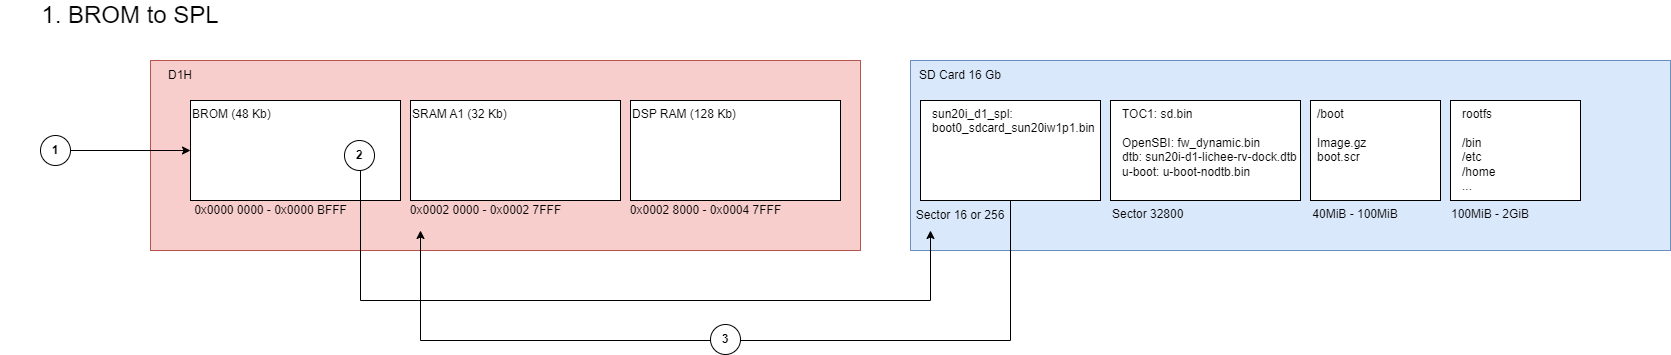 1. BROM to SPL
D1H
BROM (48 Kb)
SRAM A1 (32 Kb)
DSP RAM (128 Kb)
1
2
0x0000 0000 - 0x0000 BFFF
0x0002 0000 - 0x0002 7FFF
0x0002 8000 - 0x0004 7FFF
SD Card 16 Gb
sun20i_d1_spl:
boot0_sdcard_sun20iw1p1.bin
Sector 16 or 256
TOC1: sd.bin
OpenSBI: fw_dynamic.bin
dtb: sun20i-d1-lichee-rv-dock.dtb
u-boot: u-boot-nodtb.bin
Sector 32800
/boot
Image.gz
boot.scr
40MiB - 100MiB
rootfs
/bin
/etc
/home
...
100MiB - 2GiB
3